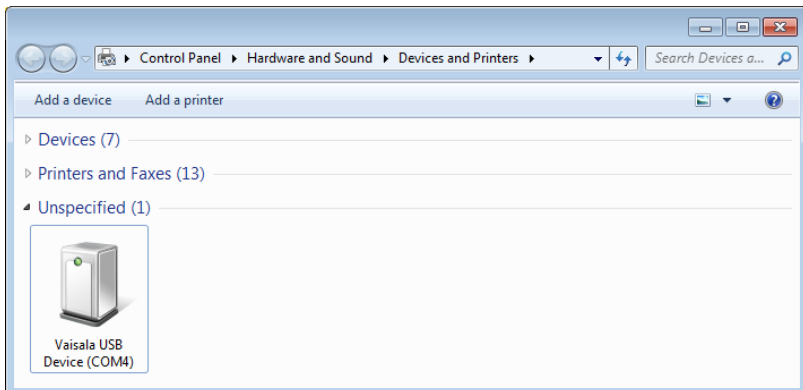 Control Panel Hardware and Sound Devices and Printers Search Devices a...
Add a device Add a printer
Devices (7)
Printers and Faxes (13)
Unspecified (1)
Vaisala USB
Device (COM4)